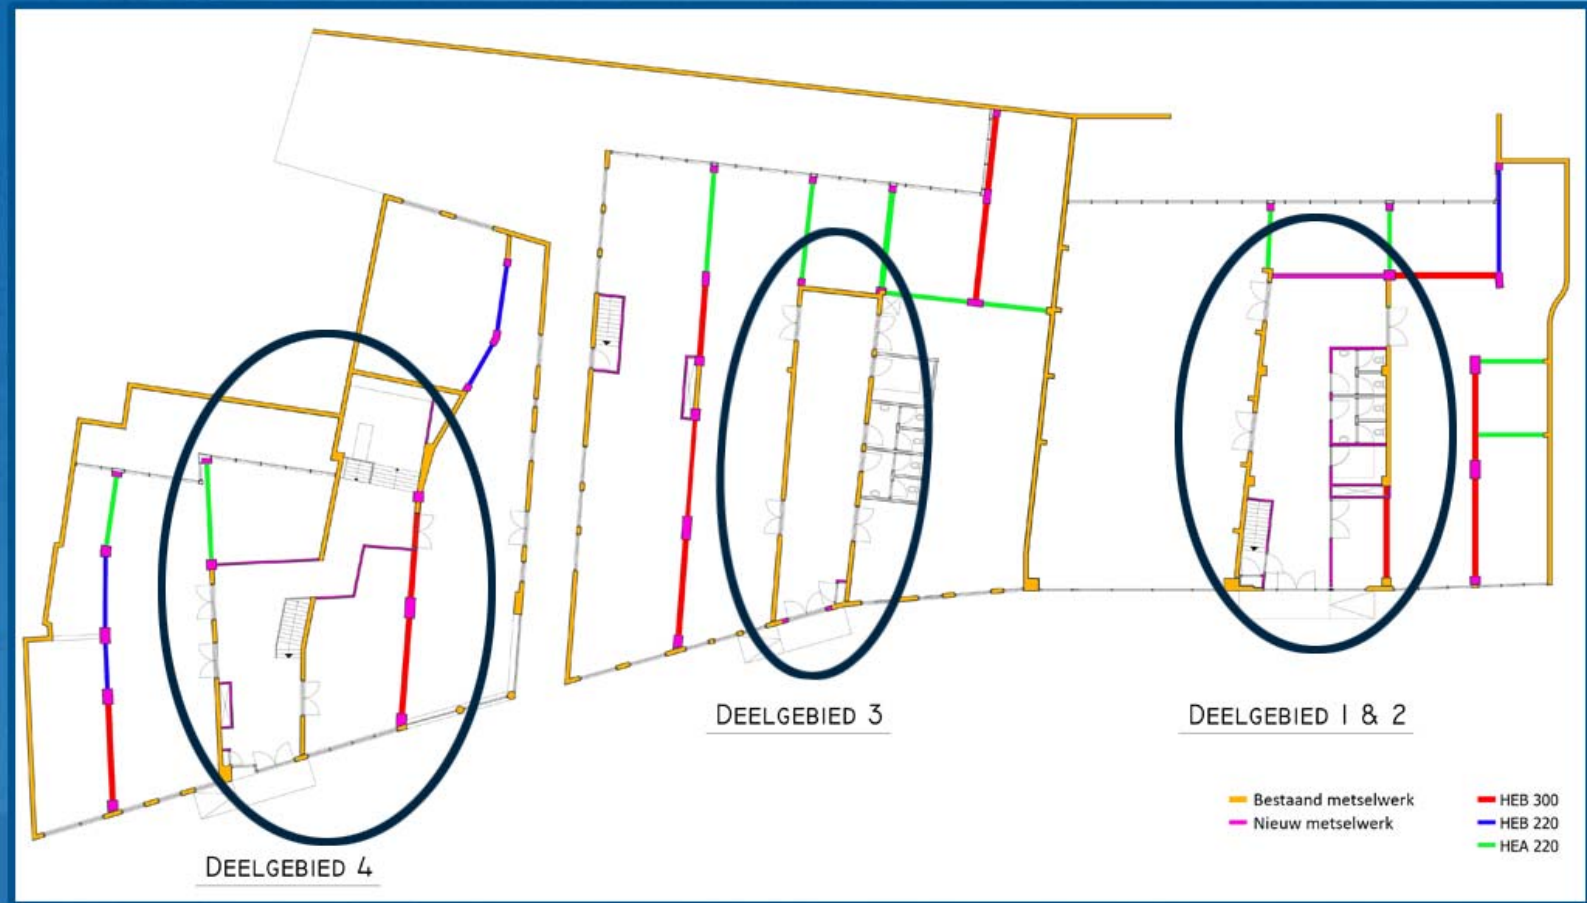 Deelgebied 3
Deelgebied 1 & 2
Bestaand metselwerk
Nieuw metselwerk
HEB 300
HEB 220
HEA 220
Deelgebied 4